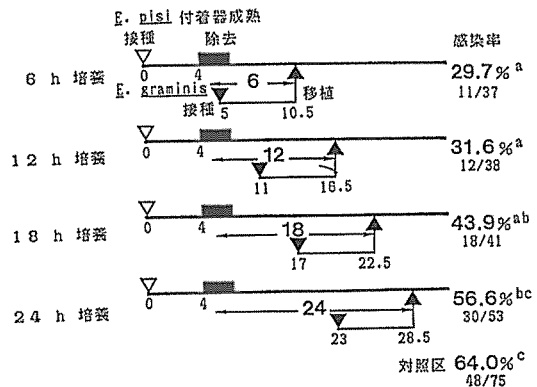 E. pisi 付着器成熟
接種 除去 感染率
0 4 6
6 h 培養 29.7%a
E. graminis 移植 11/37
接種 5 10.5
31.6%a
0 4 12
12 h 培養 12/38
11 16.5
43.9%ab
0 4 18
18 h 培養 18/41
17 22.5
56.6%bc
0 4 24
24 h 培養 30/53
23 28.5
対照区 64.0%c
48/75